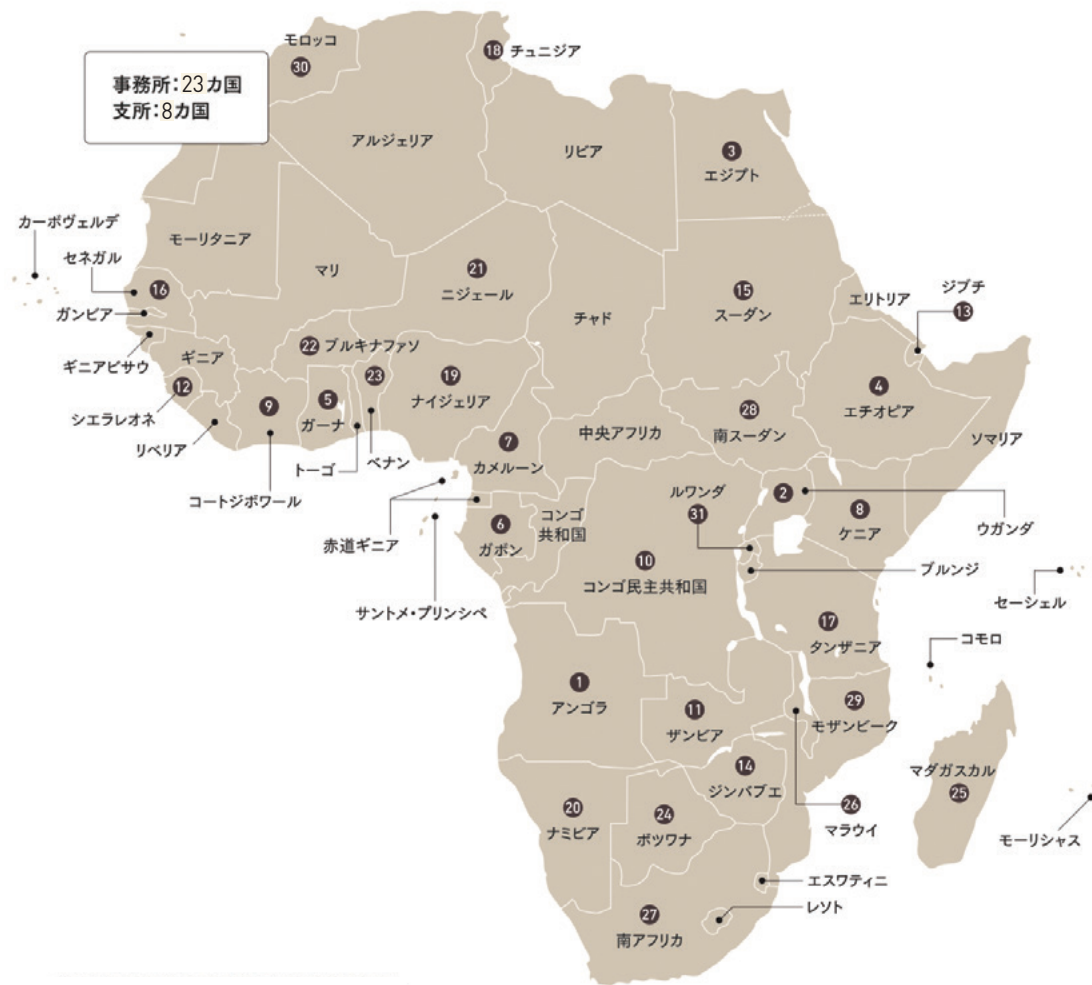 事務所：23カ国
支所：8カ国
モロッコ
30
18 チュニジア
アルジェリア
リビア
3
エジプト
カーボヴェルデ
モーリタニア
セネガル
16
マリ
21
ニジェール
チャド
15
スーダン
エリトリア
ジブチ
13
ガンビア
ギニアビサウ
ギニア
22 ブルキナファソ
12
シエラレオネ
リベリア
9
コートジボワール
5
ガーナ
トーゴ
23
ベナン
19
ナイジェリア
4
エチオピア
ソマリア
28
南スーダン
中央アフリカ
7
カメルーン
赤道ギニア
サントメ・プリンシペ
6
ガボン
コンゴ
共和国
ルワンダ
31
10
コンゴ民主共和国
2
ウガンダ
8
ケニア
ブルンジ
セーシェル
17
タンザニア
コモロ
1
アンゴラ
11
ザンビア
29
モザンビーク
14
ジンバブエ
26
マラウイ
マダガスカル
25
モーリシャス
20
ナミビア
24
ボツワナ
エスワティニ
レソト
27
南アフリカ